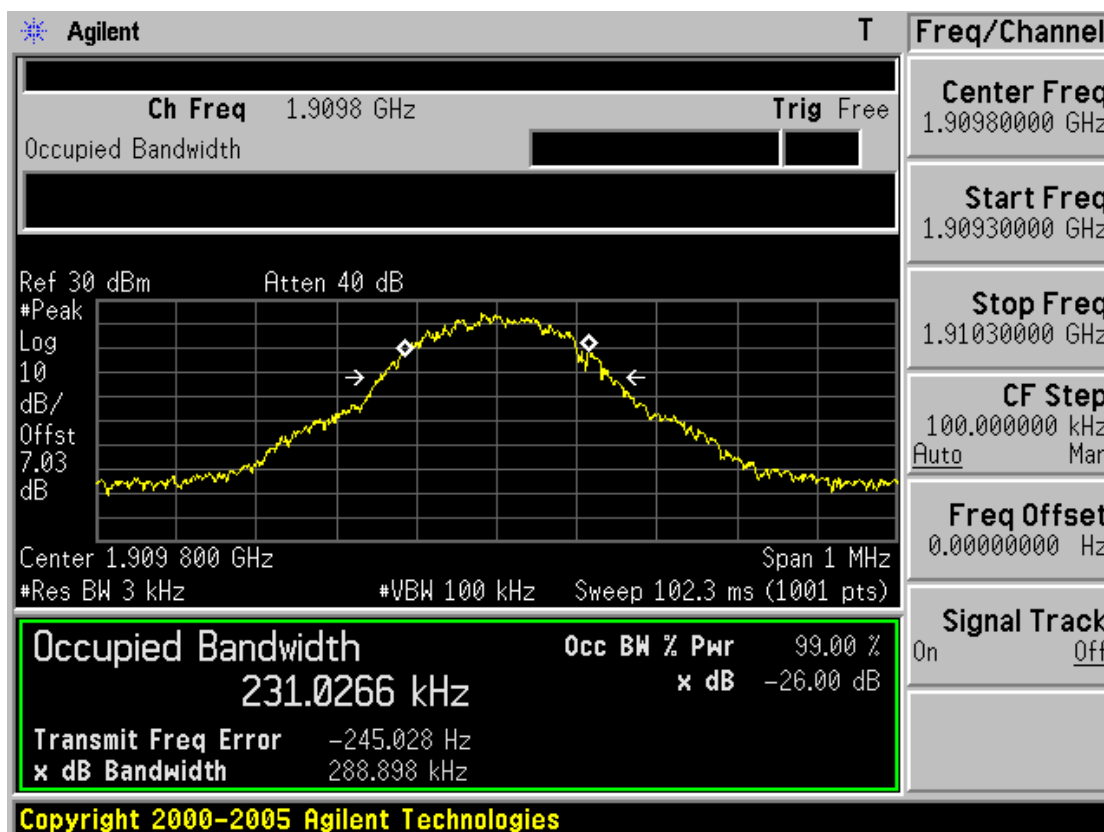 Agilent T
Freq/Channel
Ch Freq 1.9098 GHz Trig Free
Occupied Bandwidth
Center Freq
1.90980000 GHz
Start Freq
1.90930000 GHz
Stop Freq
1.91030000 GHz
CF Step
100.000000 kHz
Auto Man
Freq Offset
0.00000000 Hz
Signal Track
On Off
Ref 30 dBm Atten 40 dB
#Peak
Log
10
dB/
Offst
7.03
dB
Center 1.909 800 GHz Span 1 MHz
#Res BW 3 kHz #VBW 100 kHz Sweep 102.3 ms (1001 pts)
Occupied Bandwidth
231.0266 kHz
Occ BW % Pwr 99.00 %
x dB -26.00 dB
Transmit Freq Error -245.028 Hz
x dB Bandwidth 288.898 kHz
Copyright 2000-2005 Agilent Technologies